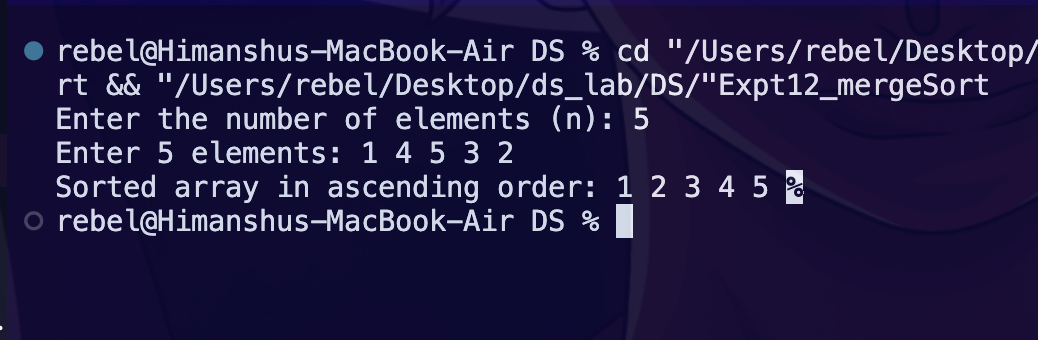 rebel@Himanshus-MacBook-Air DS % cd "/Users/rebel/Desktop/
rt && "/Users/rebel/Desktop/ds_lab/DS/"Expt12_mergeSort
Enter the number of elements (n): 5
Enter 5 elements: 1 4 5 3 2
Sorted array in ascending order: 1 2 3 4 5 %
rebel@Himanshus-MacBook-Air DS %